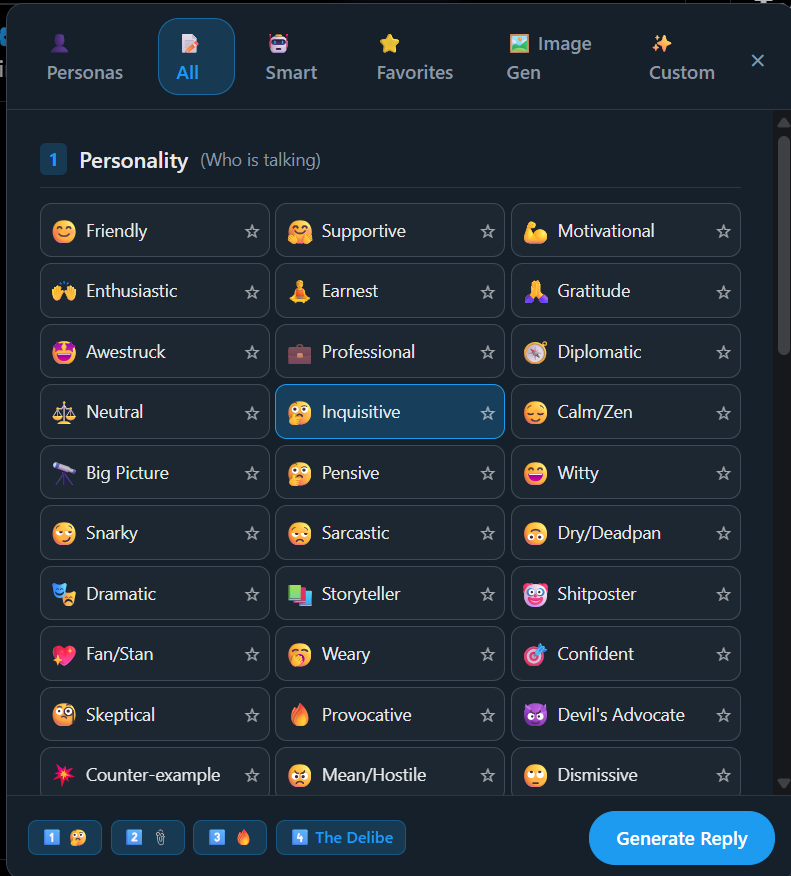 Personas
All
Smart
Favorites
Image Gen
Custom
×
1 Personality (Who is talking)
Friendly
Supportive
Motivational
Enthusiastic
Earnest
Gratitude
Awestruck
Professional
Diplomatic
Neutral
Inquisitive
Calm/Zen
Big Picture
Pensive
Witty
Snarky
Sarcastic
Dry/Deadpan
Dramatic
Storyteller
Shitposter
Fan/Stan
Weary
Confident
Skeptical
Provocative
Devil's Advocate
Counter-example
Mean/Hostile
Dismissive
1
2
3
4 The Delibe
Generate Reply